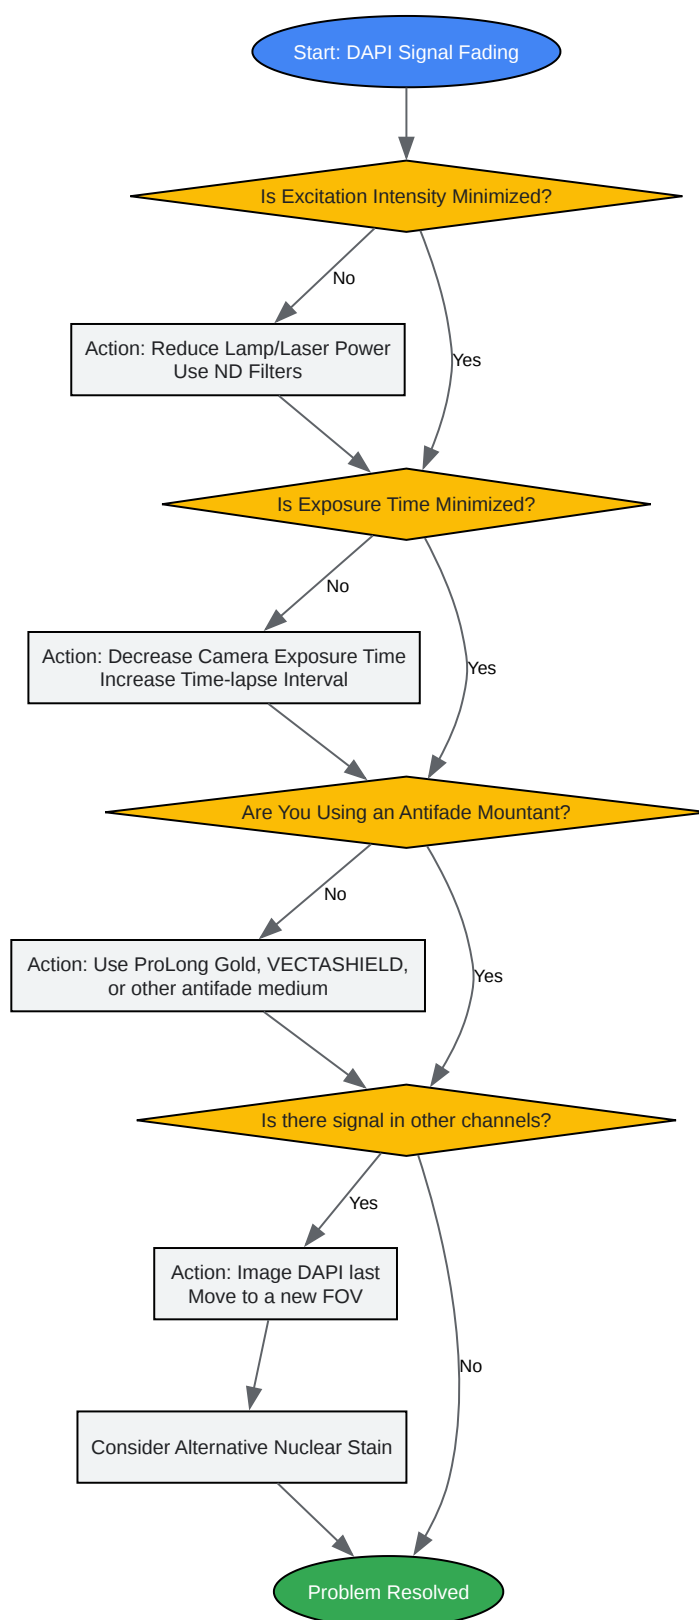 Start: DAPI Signal Fading
Is Excitation Intensity Minimized?
No
Action: Reduce Lamp/Laser Power
Use ND Filters
Yes
Is Exposure Time Minimized?
No
Action: Decrease Camera Exposure Time
Increase Time-lapse Interval
Yes
Are You Using an Antifade Mountant?
No
Action: Use ProLong Gold, VECTASHIELD,
or other antifade medium
Yes
Is there signal in other channels?
Yes
Action: Image DAPI last
Move to a new FOV
No
Consider Alternative Nuclear Stain
Problem Resolved